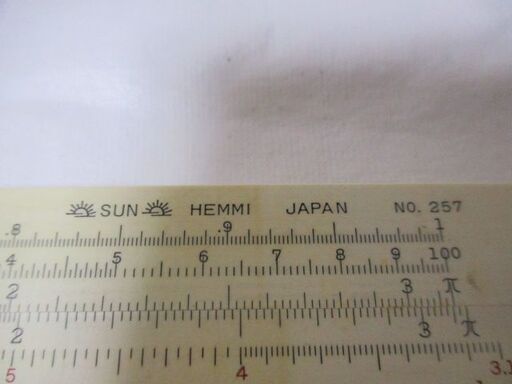 SUN HEMMI JAPAN NO. 257
.8 .9 1
4 5 6 7 8 9 100
2 3 π
2 3 π
5 4 3.1